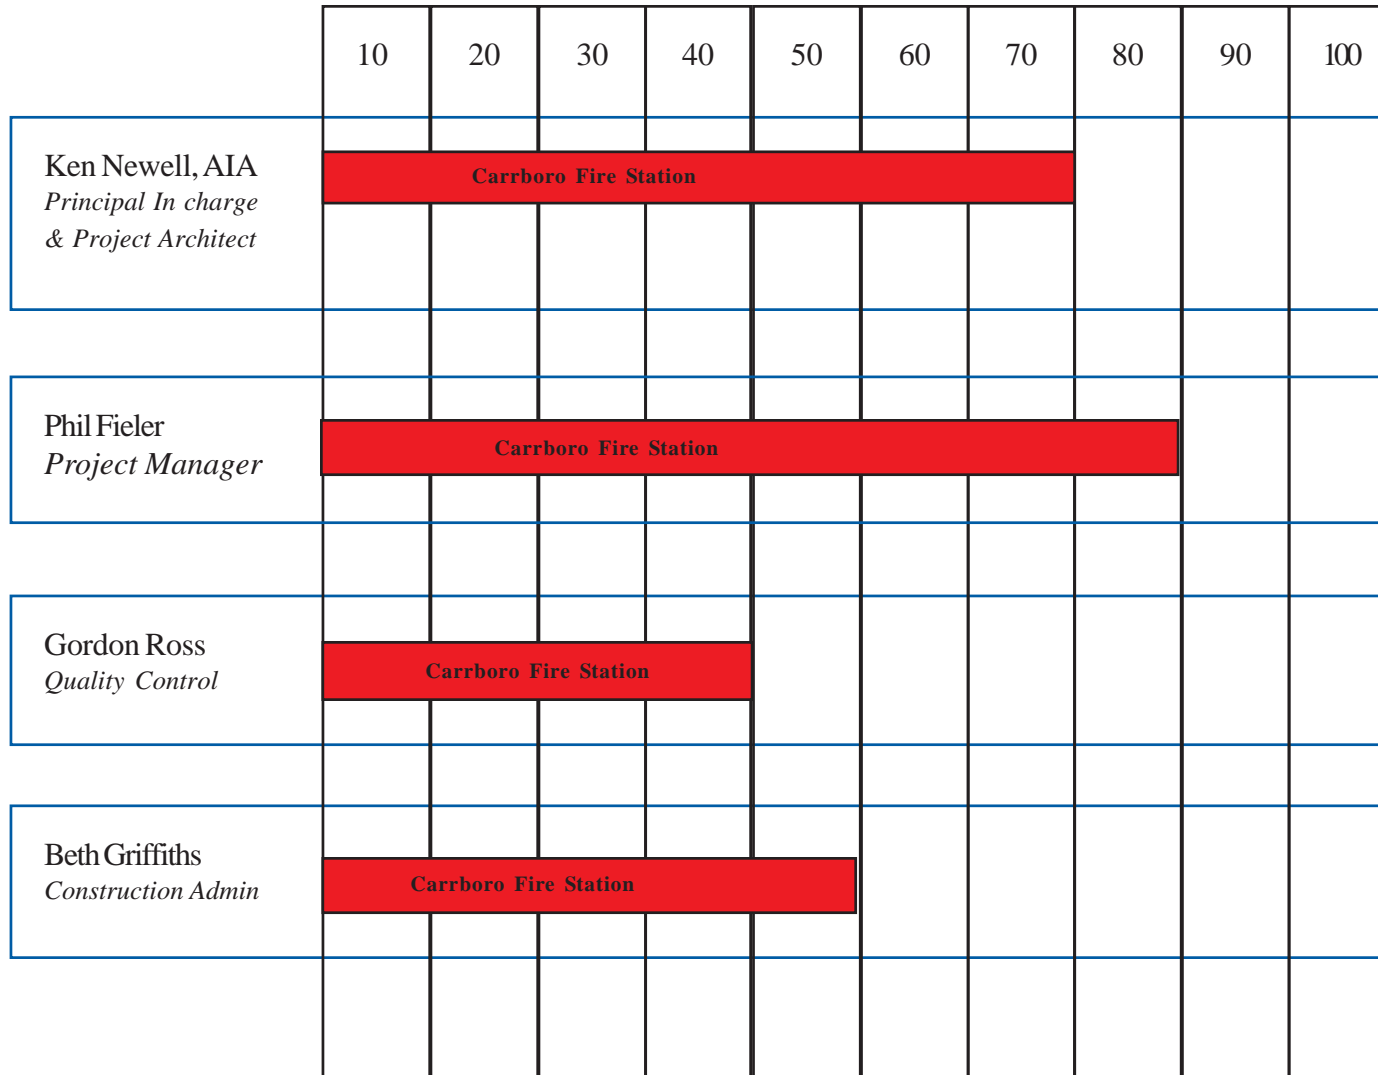 10 20 30 40 50 60 70 80 90 100
Ken Newell, AIA
Principal In charge
& Project Architect
Carrboro Fire Station
Phil Fieler
Project Manager
Carrboro Fire Station
Gordon Ross
Quality Control
Carrboro Fire Station
Beth Griffiths
Construction Admin
Carrboro Fire Station